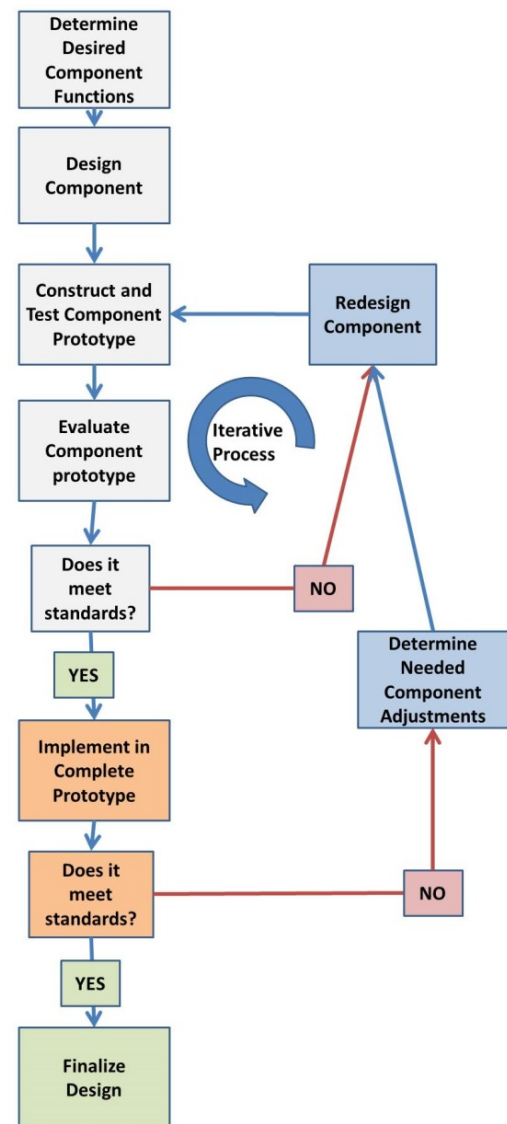 Determine
Desired
Component
Functions
Design
Component
Construct and
Test Component
Prototype
Redesign
Component
Evaluate
Component
prototype
Iterative
Process
Does it
meet
standards?
NO
YES
Determine
Needed
Component
Adjustments
Implement in
Complete
Prototype
Does it
meet
standards?
NO
YES
Finalize
Design